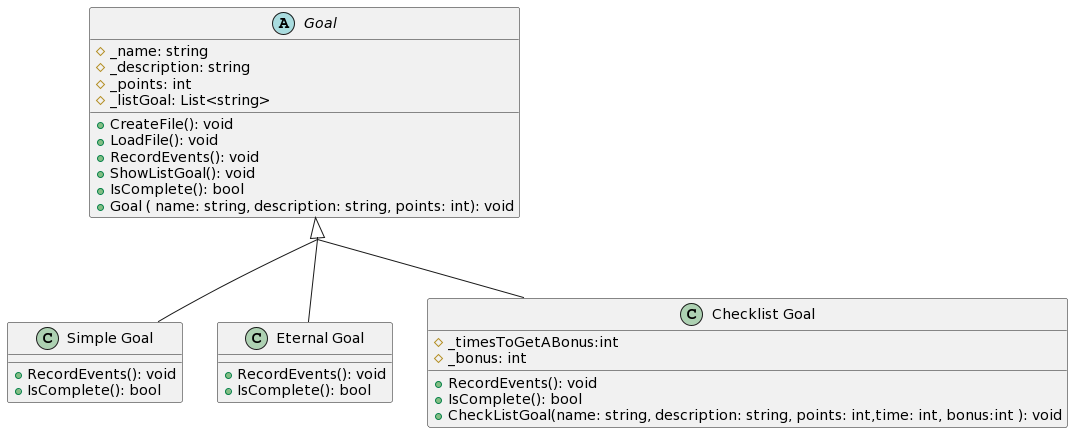 A Goal
_name: string
_description: string
_points: int
_listGoal: List<string>
CreateFile(): void
LoadFile(): void
RecordEvents(): void
ShowListGoal(): void
IsComplete(): bool
Goal ( name: string, description: string, points: int): void
C Simple Goal
RecordEvents(): void
IsComplete(): bool
C Eternal Goal
RecordEvents(): void
IsComplete(): bool
C Checklist Goal
_timesToGetABonus:int
_bonus: int
RecordEvents(): void
IsComplete(): bool
CheckListGoal(name: string, description: string, points: int,time: int, bonus:int ): void